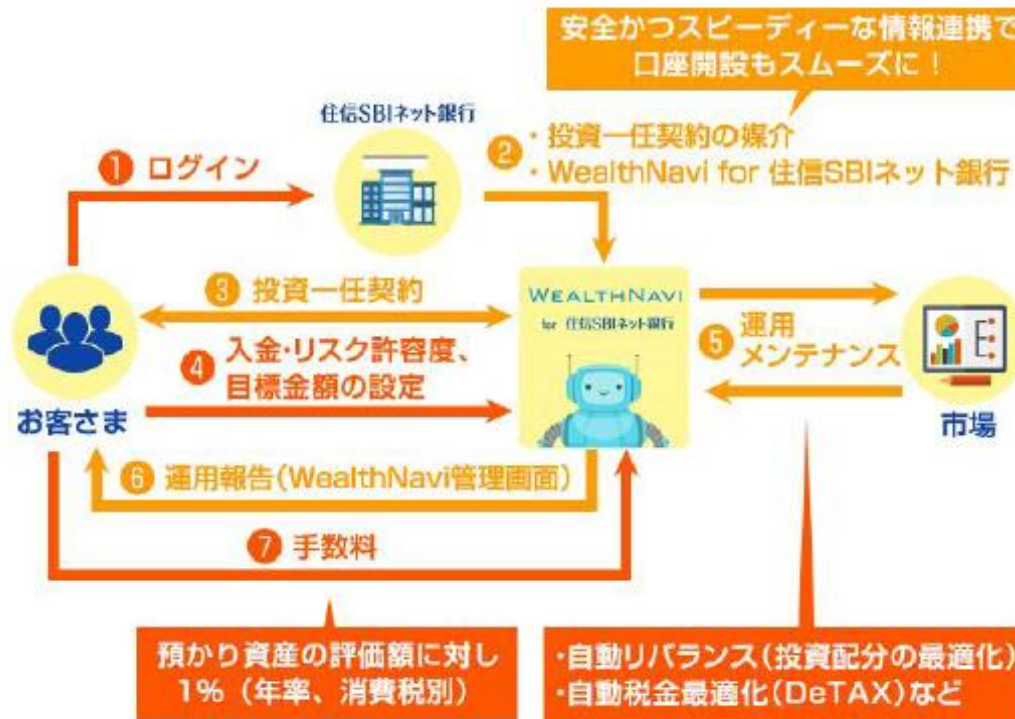 安全かつスピーディーな情報連携で
口座開設もスムーズに！
住信SBIネット銀行
① ログイン
② ・投資一任契約の媒介
・WealthNavi for 住信SBIネット銀行
③ 投資一任契約
WEALTHNAVI
for 住信SBIネット銀行
④ 入金・リスク許容度、
目標金額の設定
⑤ 運用
メンテナンス
お客さま
市場
⑥ 運用報告（WealthNavi管理画面）
⑦ 手数料
預かり資産の評価額に対し
1%（年率、消費税別）
・自動リバランス（投資配分の最適化）
・自動税金最適化（DeTAX）など